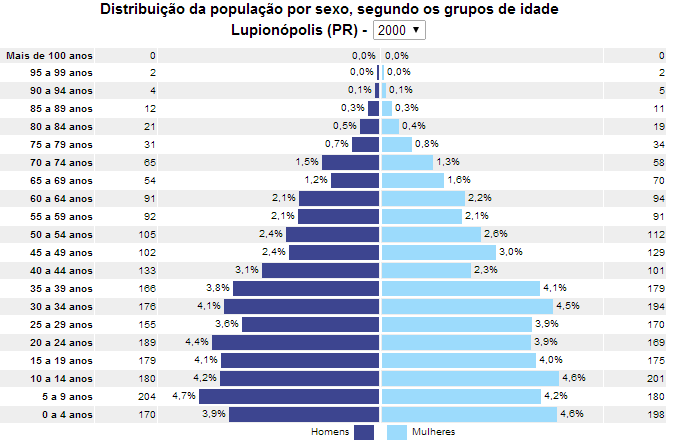 Distribuição da população por sexo, segundo os grupos de idade
Lupionópolis (PR) - 2000
Mais de 100 anos 0 0,0% 0,0% 0
95 a 99 anos 2 0,0% 0,0% 2
90 a 94 anos 4 0,1% 0,1% 5
85 a 89 anos 12 0,3% 0,3% 11
80 a 84 anos 21 0,5% 0,4% 19
75 a 79 anos 31 0,7% 0,8% 34
70 a 74 anos 65 1,5% 1,3% 58
65 a 69 anos 54 1,2% 1,6% 70
60 a 64 anos 91 2,1% 2,2% 94
55 a 59 anos 92 2,1% 2,1% 91
50 a 54 anos 105 2,4% 2,6% 112
45 a 49 anos 102 2,4% 3,0% 129
40 a 44 anos 133 3,1% 2,3% 101
35 a 39 anos 166 3,8% 4,1% 179
30 a 34 anos 176 4,1% 4,5% 194
25 a 29 anos 155 3,6% 3,9% 170
20 a 24 anos 189 4,4% 3,9% 169
15 a 19 anos 179 4,1% 4,0% 175
10 a 14 anos 180 4,2% 4,6% 201
5 a 9 anos 204 4,7% 4,2% 180
0 a 4 anos 170 3,9% 4,6% 198
Homens Mulheres